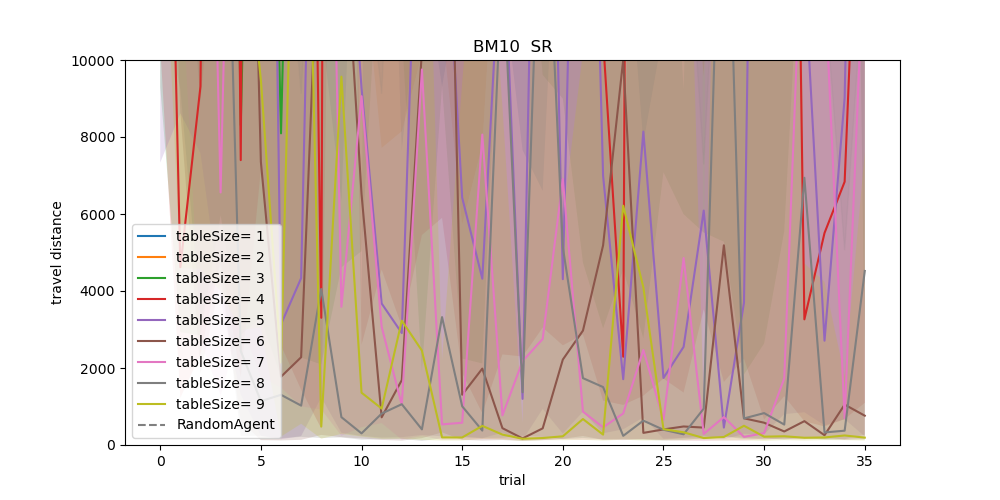 BM10  SR
travel distance
10000
8000
6000
4000
2000
0
tableSize= 1
tableSize= 2
tableSize= 3
tableSize= 4
tableSize= 5
tableSize= 6
tableSize= 7
tableSize= 8
tableSize= 9
RandomAgent
0 5 10 15 20 25 30 35
trial